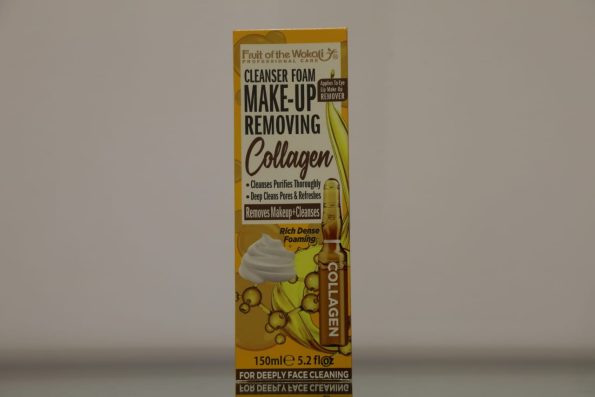 Fruit of the Wokali
PROFESSIONAL CARE
CLEANSER FOAM
MAKE-UP
REMOVING
Applies To Eye
Lip Make Up
REMOVER
Collagen
• Cleanses Purifies Thoroughly
• Deep Cleans Pores & Refreshes
Removes Makeup+Cleanses
Rich Dense
Foaming
COLLAGEN
150ml℮ 5.2 fl.oz
FOR DEEPLY FACE CLEANING